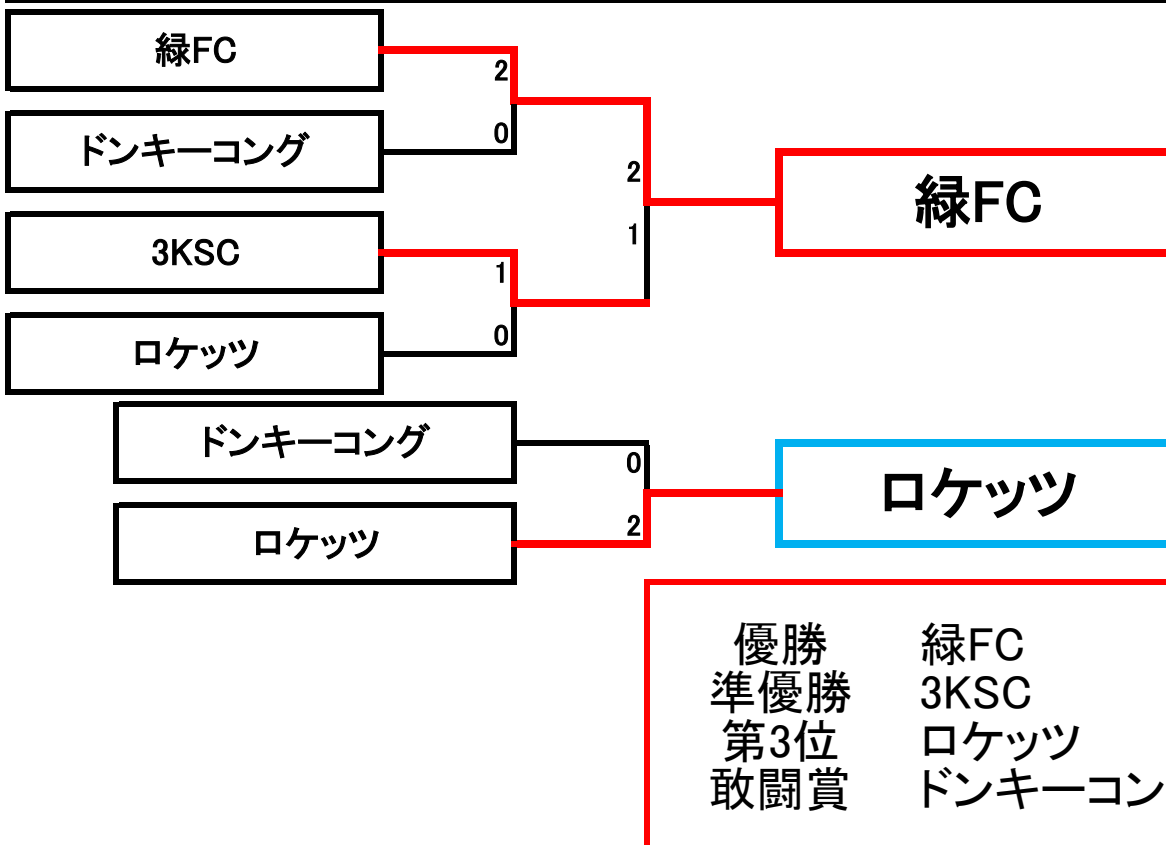 緑FC
2
0
ドンキーコング
2
1
緑FC
3KSC
1
0
ロケッツ
ドンキーコング
0
2
ロケッツ
ロケッツ
優勝 緑FC
準優勝 3KSC
第3位 ロケッツ
敢闘賞 ドンキーコン